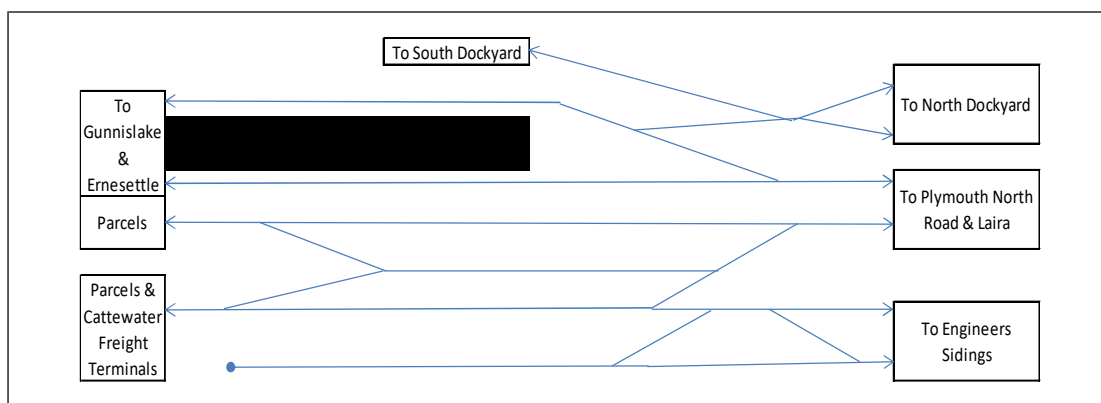 To South Dockyard
To North Dockyard
To
Gunnislake
&
Ernesettle
To Plymouth North
Road & Laira
Parcels
Parcels &
Cattewater
Freight
Terminals
To Engineers
Sidings